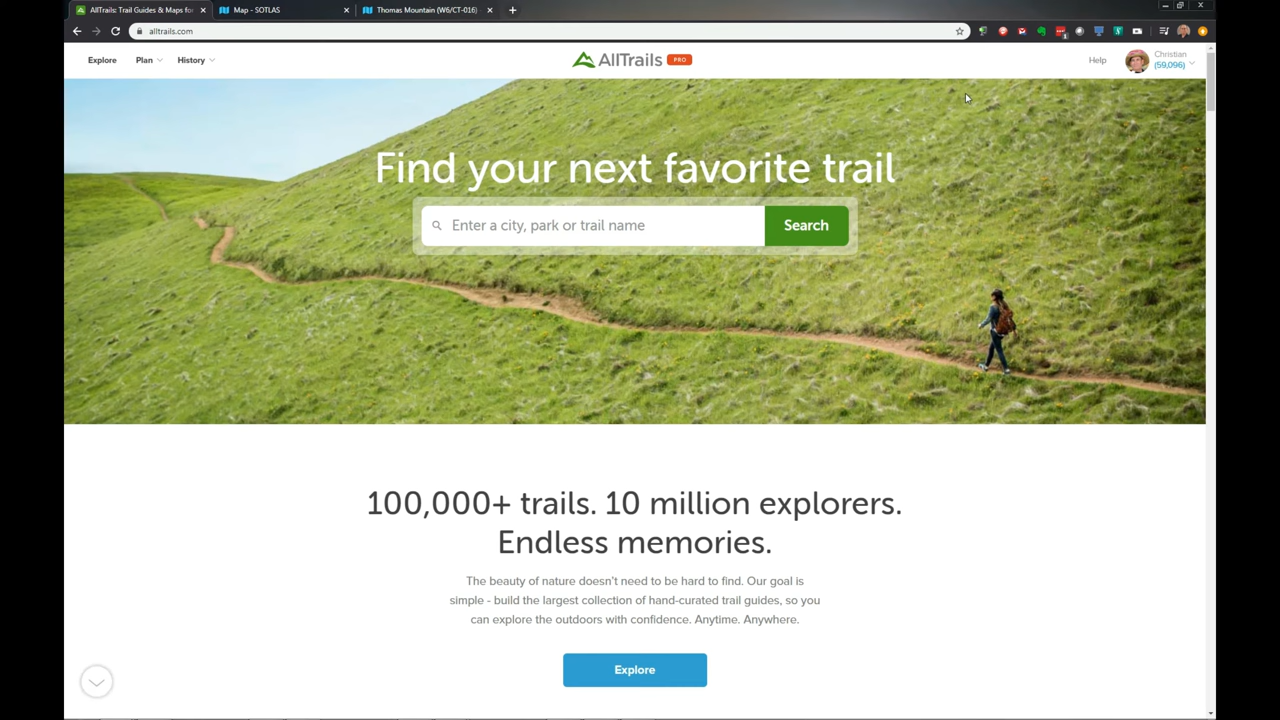 AllTrails: Trail Guides & Maps fo
Map - SOTLAS
Thomas Mountain (W6/CT-016)
alltrails.com
Explore
Plan
History
AllTrails PRO
Help
Christian
(59,096)
Find your next favorite trail
Enter a city, park or trail name
Search
100,000+ trails. 10 million explorers.
Endless memories.
The beauty of nature doesn't need to be hard to find. Our goal is
simple - build the largest collection of hand-curated trail guides, so you
can explore the outdoors with confidence. Anytime. Anywhere.
Explore